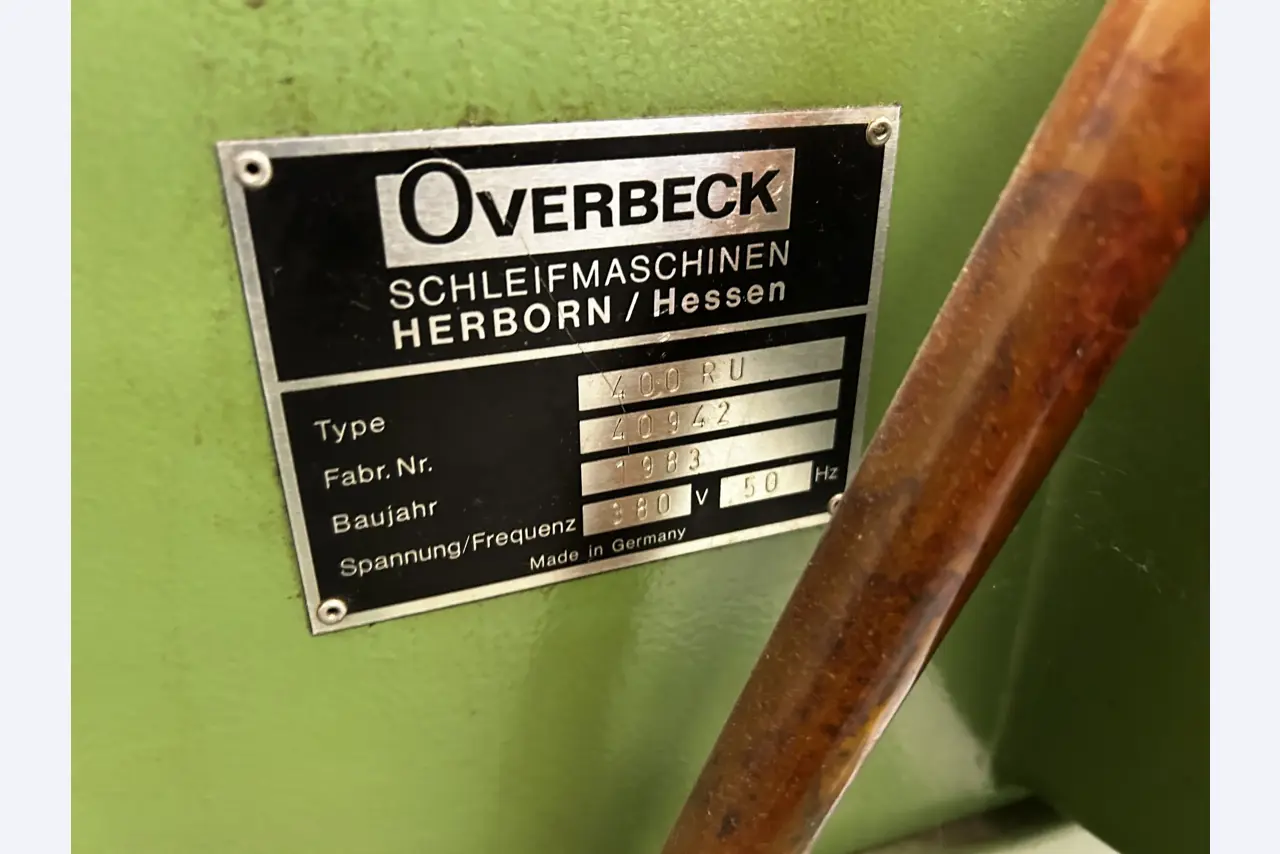 OVERBECK
SCHLEIFMASCHINEN
HERBORN / Hessen
Type 400 RU
Fabr. Nr. 40942
Baujahr 1983
Spannung/Frequenz 380 V 50 Hz
Made in Germany